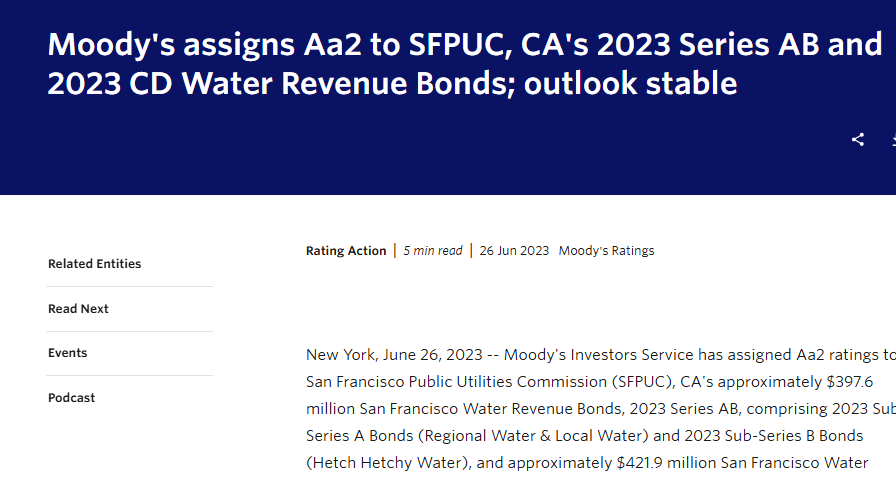 Moody's assigns Aa2 to SFPUC, CA's 2023 Series AB and
2023 CD Water Revenue Bonds; outlook stable
Related Entities
Read Next
Events
Podcast
Rating Action | 5 min read | 26 Jun 2023 Moody's Ratings
New York, June 26, 2023 -- Moody's Investors Service has assigned Aa2 ratings to
San Francisco Public Utilities Commission (SFPUC), CA's approximately $397.6
million San Francisco Water Revenue Bonds, 2023 Series AB, comprising 2023 Sub
Series A Bonds (Regional Water & Local Water) and 2023 Sub-Series B Bonds
(Hetch Hetchy Water), and approximately $421.9 million San Francisco Water